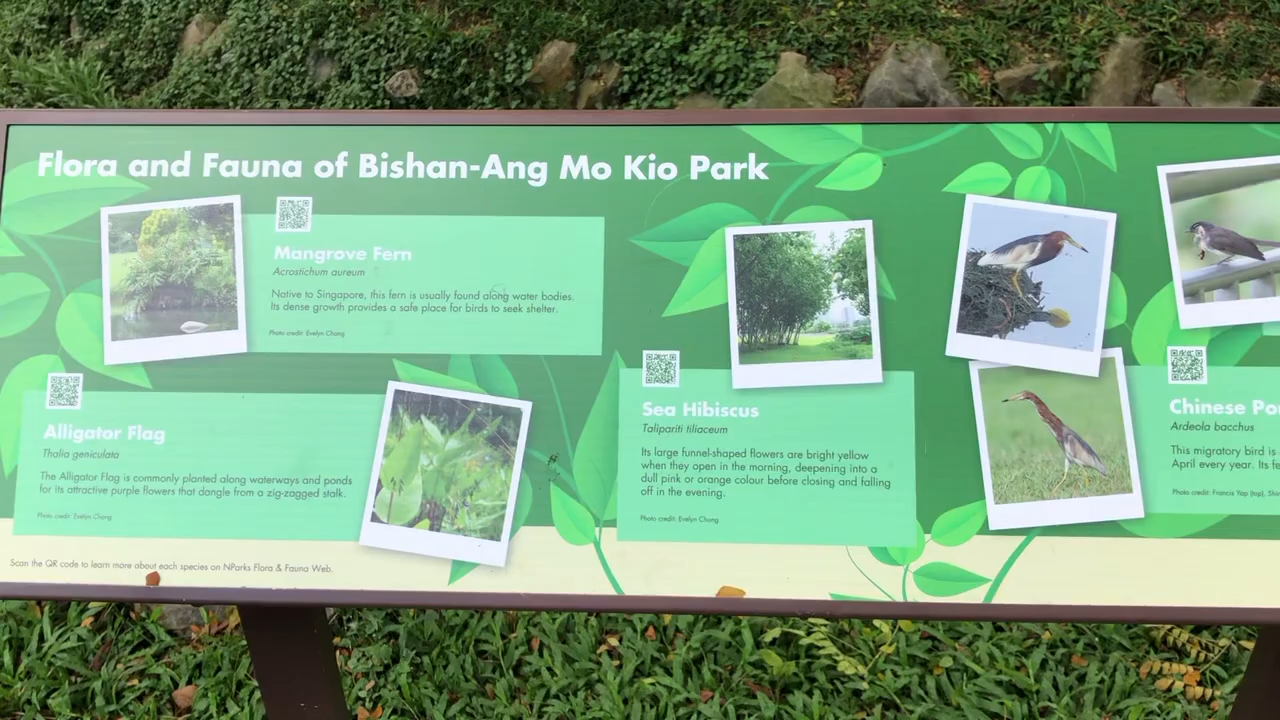 Flora and Fauna of Bishan-Ang Mo Kio Park
Mangrove Fern
Acrostichum aureum
Native to Singapore, this fern is usually found along water bodies.
Its dense growth provides a safe place for birds to seek shelter.
Photo credit: Evelyn Chong
Alligator Flag
Thalia geniculata
The Alligator Flag is commonly planted along waterways and ponds
for its attractive purple flowers that dangle from a zig-zagged stalk.
Photo credit: Evelyn Chong
Sea Hibiscus
Talipariti tiliaceum
Its large funnel-shaped flowers are bright yellow
when they open in the morning, deepening into a
dull pink or orange colour before closing and falling
off in the evening.
Photo credit: Evelyn Chong
Chinese Po
Ardeola bacchus
This migratory bird is
April every year. Its fe
Photo credit: Francis Yap (top), Shir
Scan the QR code to learn more about each species on NParks Flora & Fauna Web.